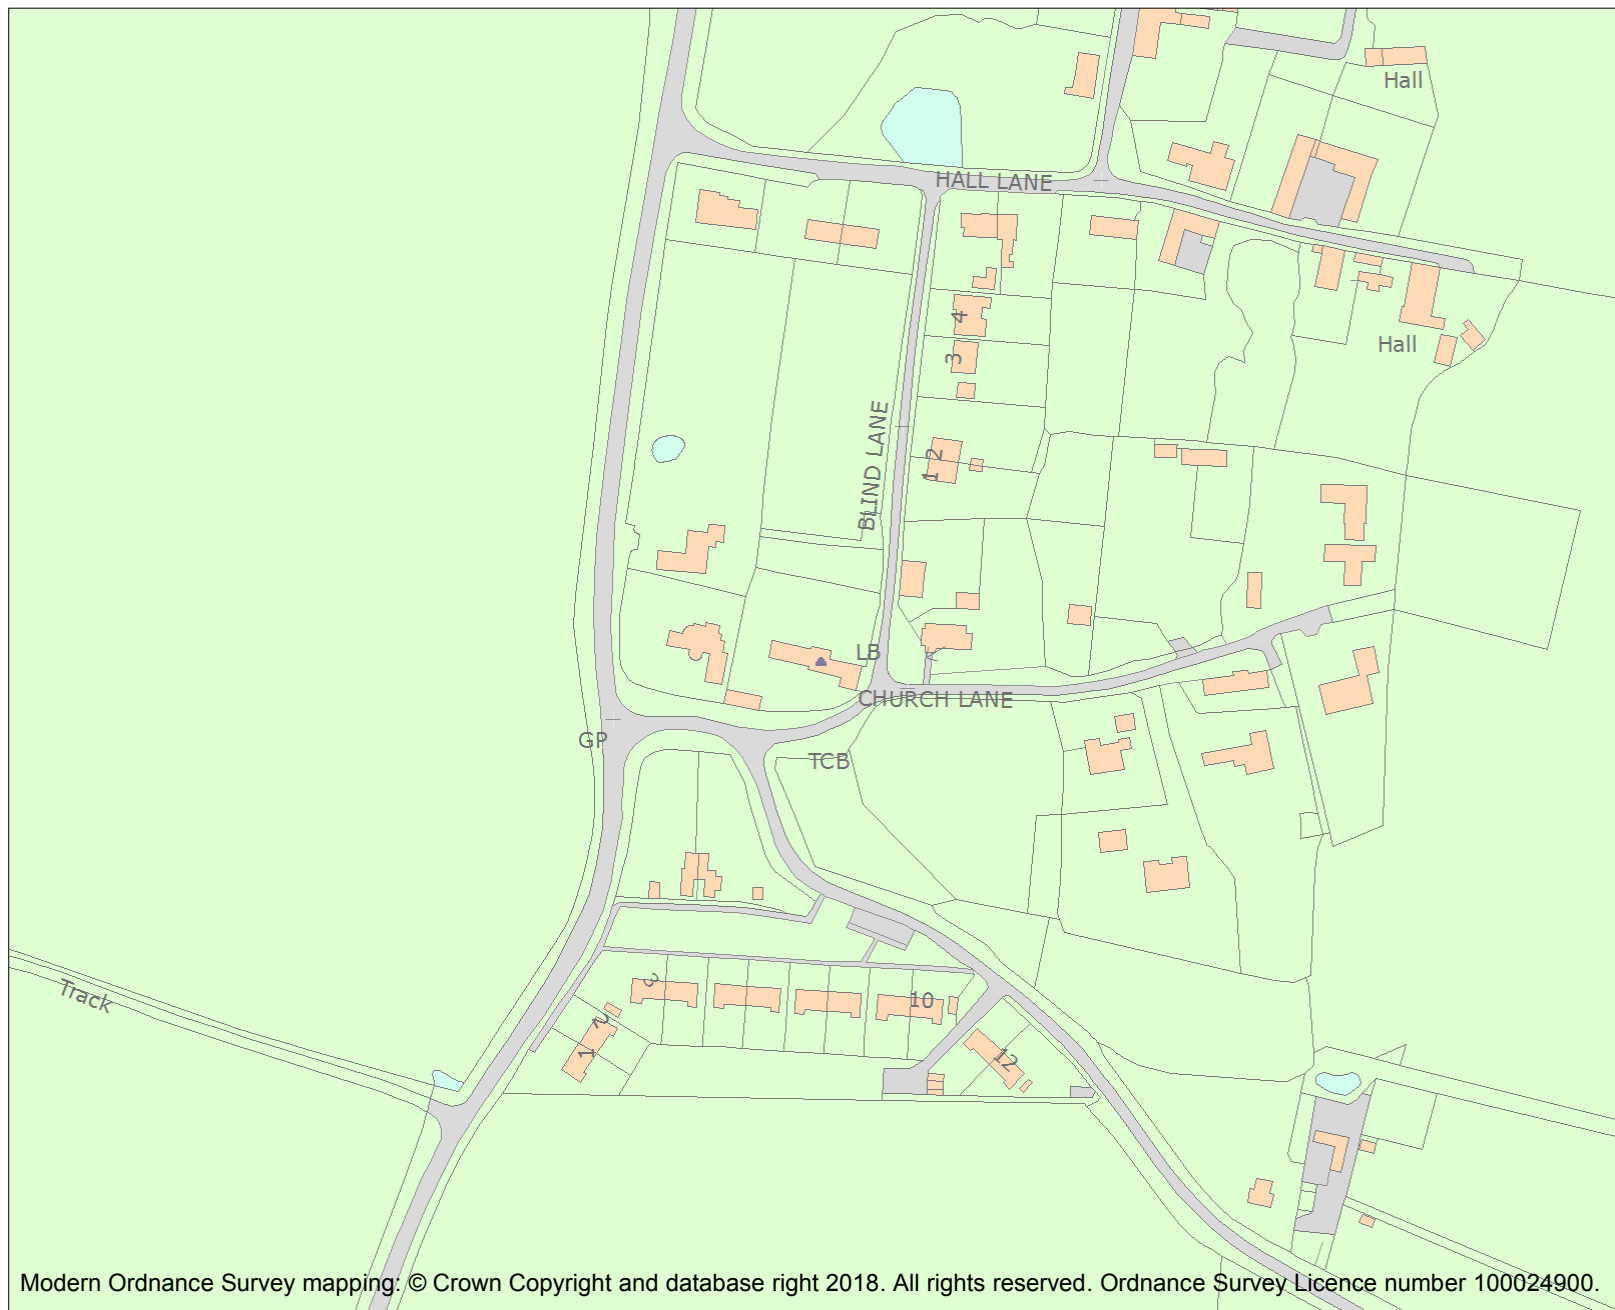 Hall
HALL LANE
4
Hall
3
BLIND LANE
1 2
LB
CHURCH LANE
GP
TCB
Track
3
10
2
1
12
Modern Ordnance Survey mapping: © Crown Copyright and database right 2018. All rights reserved. Ordnance Survey Licence number 100024900.